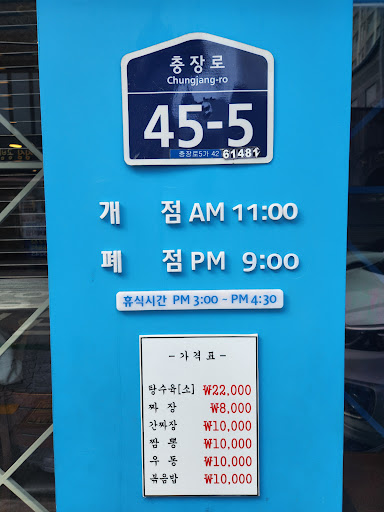 충장로
Chungjang-ro
45-5
충장로5가 42
61481
개 점 AM 11:00
폐 점 PM 9:00
휴식시간 PM 3:00 - PM 4:30
- 가 격 표 -
탕수육[소] ₩22,000
짜 장 ₩8,000
간짜장 ₩10,000
짬 뽕 ₩10,000
우 동 ₩10,000
볶음밥 ₩10,000